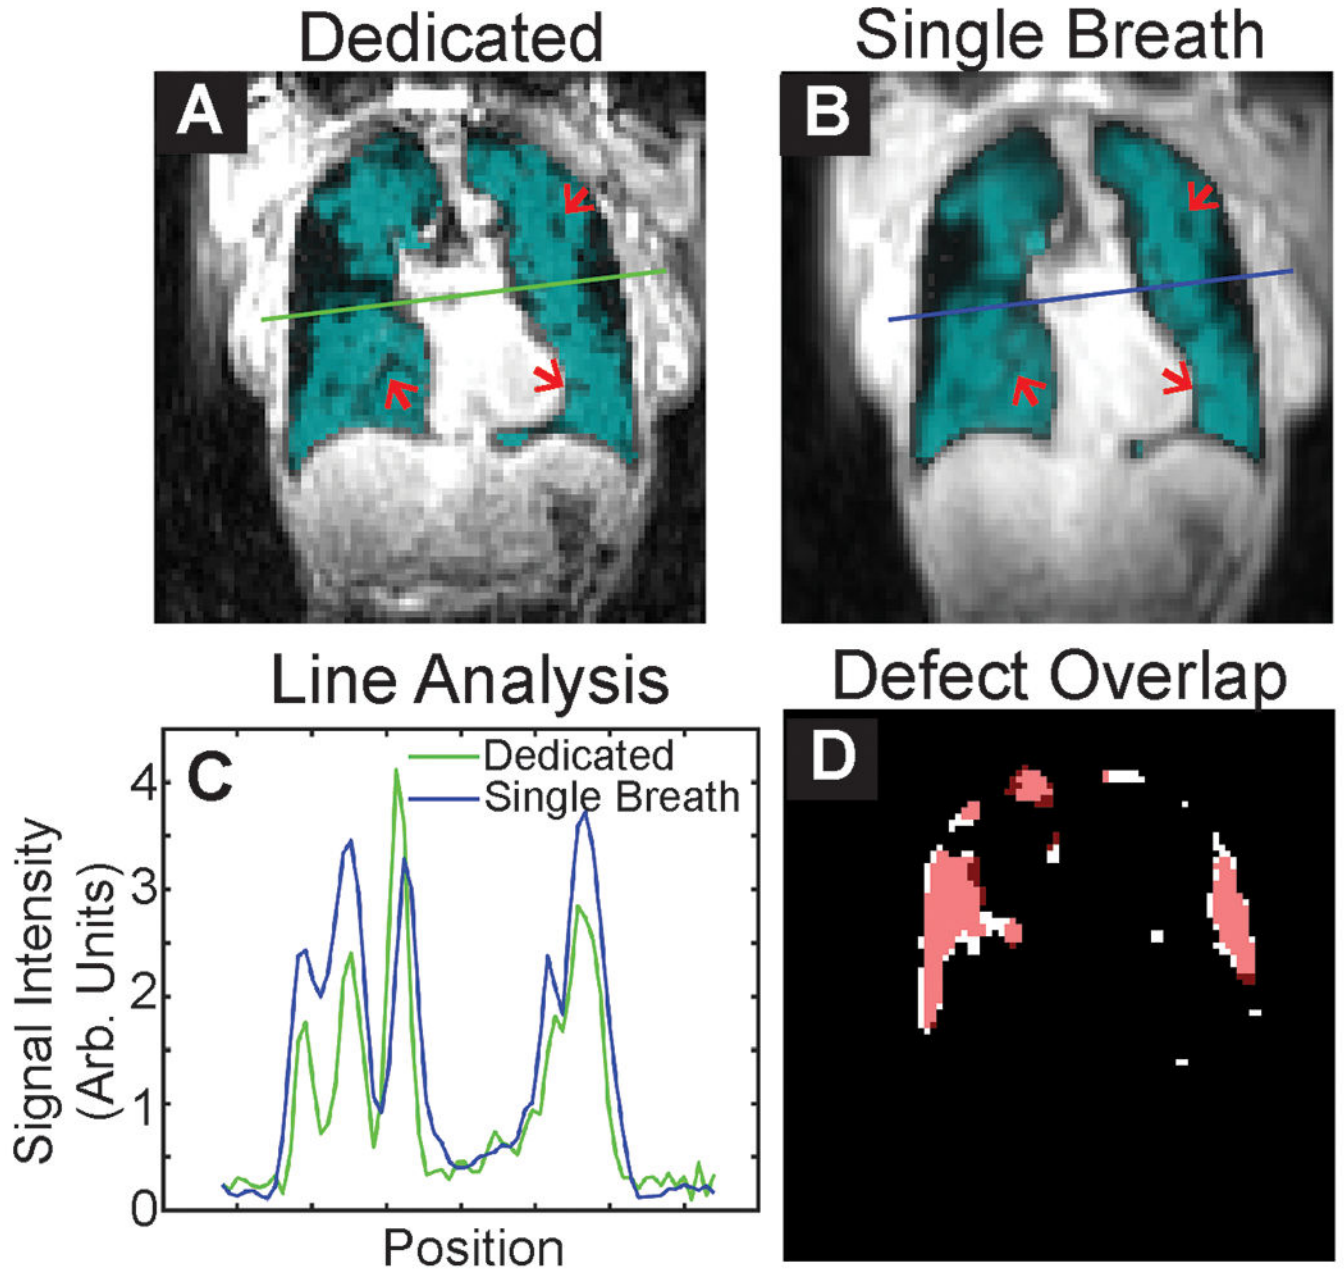 Dedicated
Single Breath
A
B
Line Analysis
Defect Overlap
C
Dedicated
Single Breath
D
4
3
2
1
0
Signal Intensity
(Arb. Units)
Position